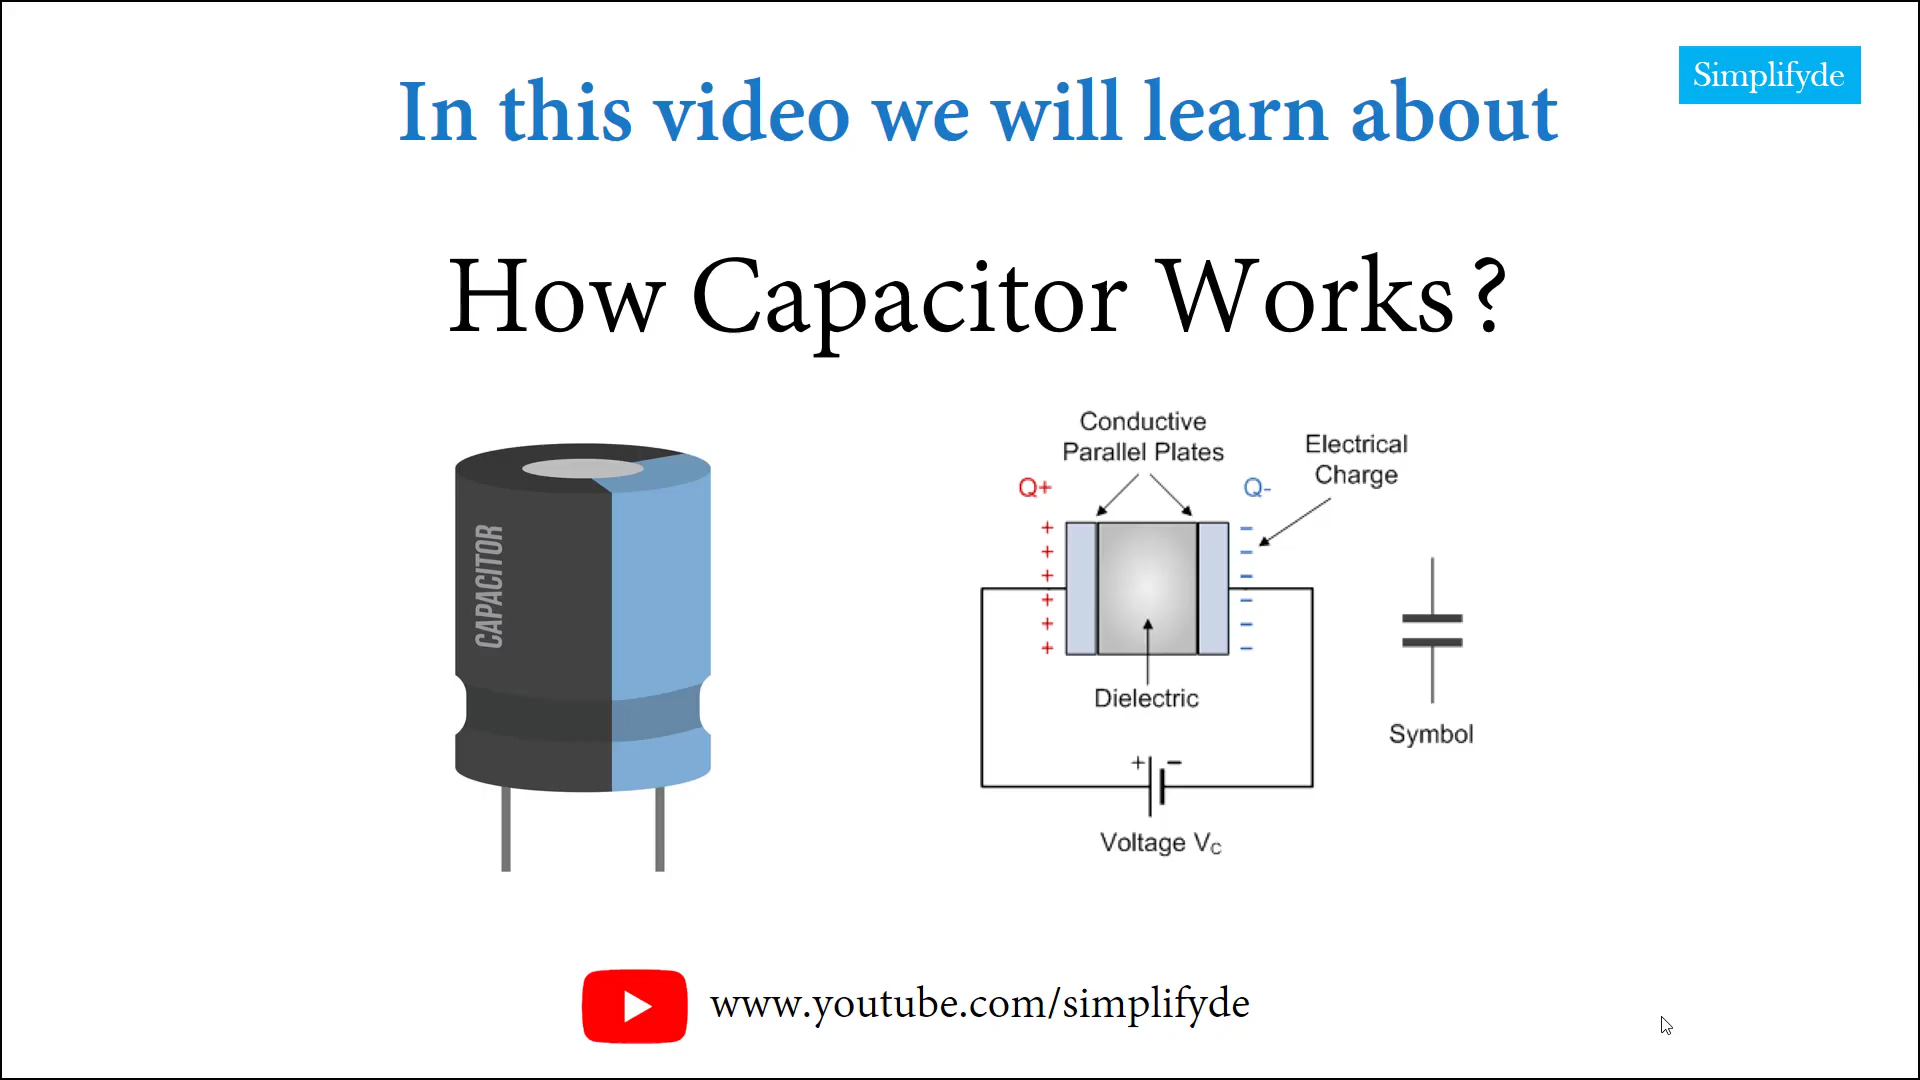 In this video we will learn about
Simplifyde
How Capacitor Works?
CAPACITOR
Conductive
Parallel Plates
Electrical
Charge
Q+
Q-
+
+
+
+
+
+
−
−
−
−
−
−
Dielectric
Symbol
+ −
Voltage VC
www.youtube.com/simplifyde